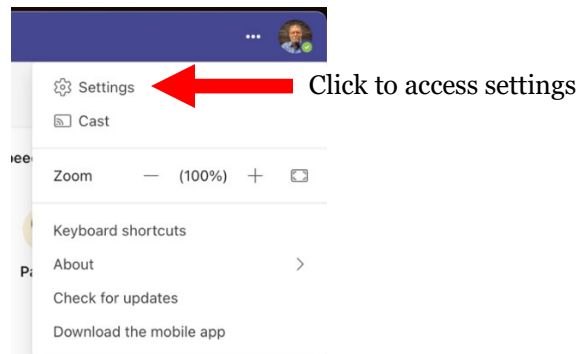 ...
Settings
Click to access settings
Cast
Zoom — (100%) +
Keyboard shortcuts
About
Check for updates
Download the mobile app